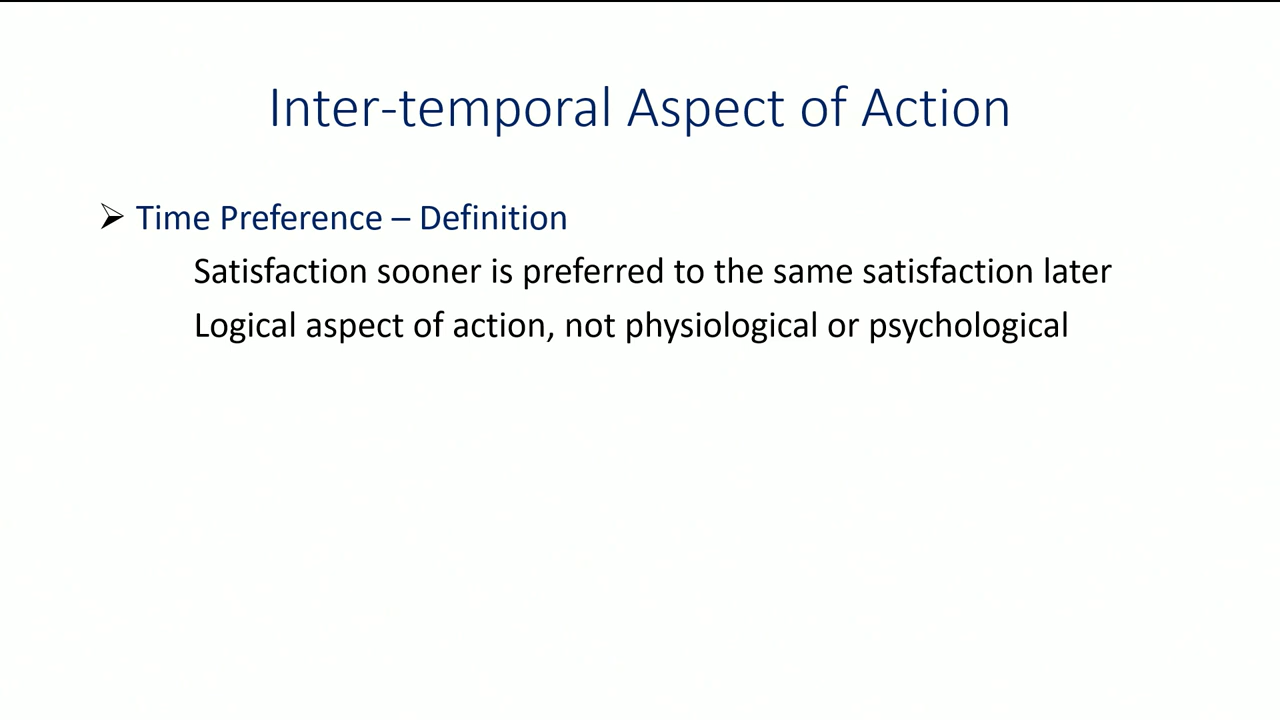 Inter-temporal Aspect of Action
➢ Time Preference – Definition
Satisfaction sooner is preferred to the same satisfaction later
Logical aspect of action, not physiological or psychological